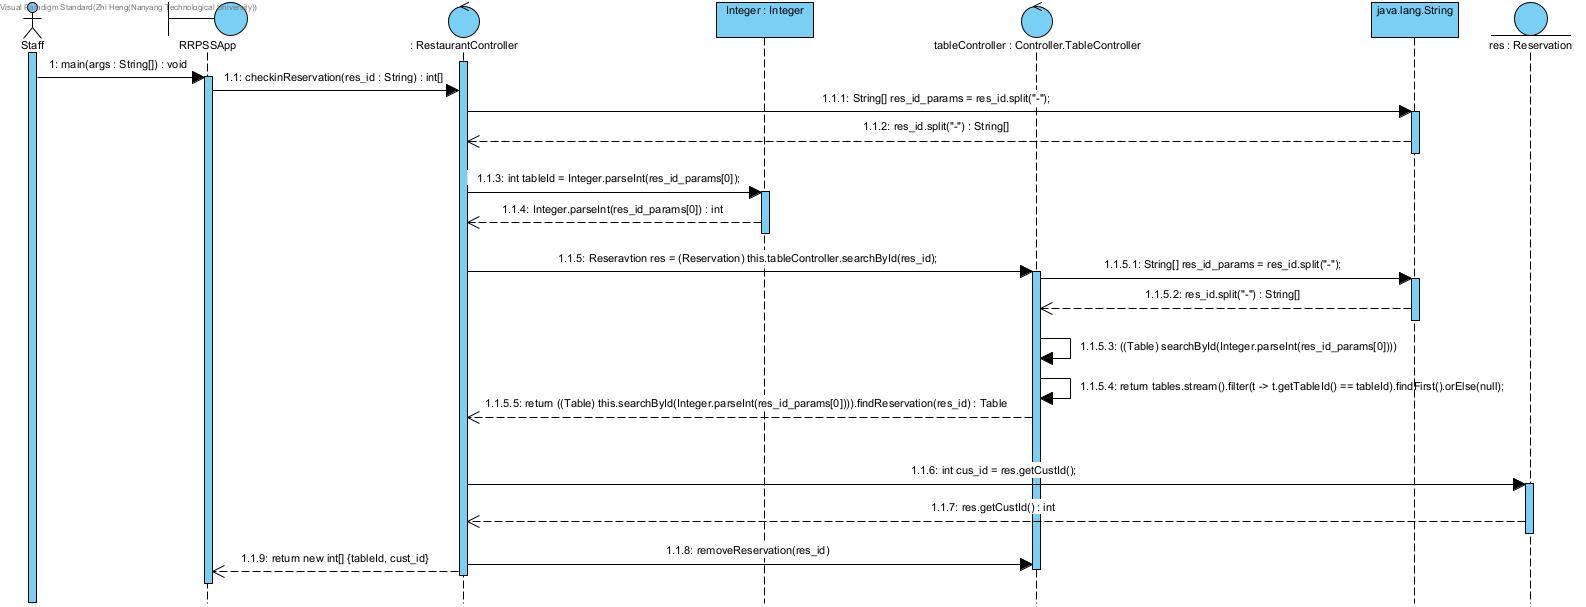 Visual Paradigm Standard(Zhi Heng(Nanyang Technological University))
Integer : Integer
java.lang.String
Staff
RRPSSApp
: RestaurantController
tableController : Controller.TableController
res : Reservation
1: main(args : String[]) : void
1.1: checkinReservation(res_id : String) : int[]
1.1.1: String[] res_id_params = res_id.split("-");
1.1.2: res_id.split("-") : String[]
1.1.3: int tableId = Integer.parseInt(res_id_params[0]);
1.1.4: Integer.parseInt(res_id_params[0]) : int
1.1.5: Reseravtion res = (Reservation) this.tableController.searchById(res_id);
1.1.5.1: String[] res_id_params = res_id.split("-");
1.1.5.2: res_id.split("-") : String[]
1.1.5.3: ((Table) searchById(Integer.parseInt(res_id_params[0])))
1.1.5.4: return tables.stream().filter(t -> t.getTableId() == tableId).findFirst().orElse(null);
1.1.5.5: return ((Table) this.searchById(Integer.parseInt(res_id_params[0]))).findReservation(res_id) : Table
1.1.6: int cus_id = res.getCustId();
1.1.7: res.getCustId() : int
1.1.8: removeReservation(res_id)
1.1.9: return new int[] {tableId, cust_id}